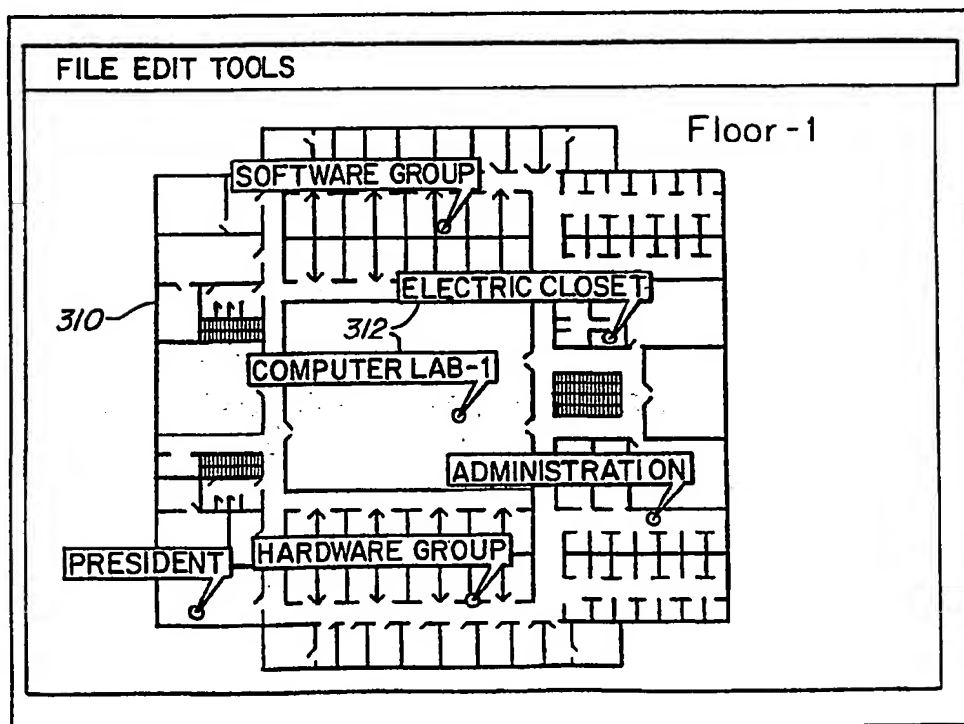 FILE EDIT TOOLS
Floor-1
SOFTWARE GROUP
ELECTRIC CLOSET
310
312
COMPUTER LAB-1
ADMINISTRATION
HARDWARE GROUP
PRESIDENT